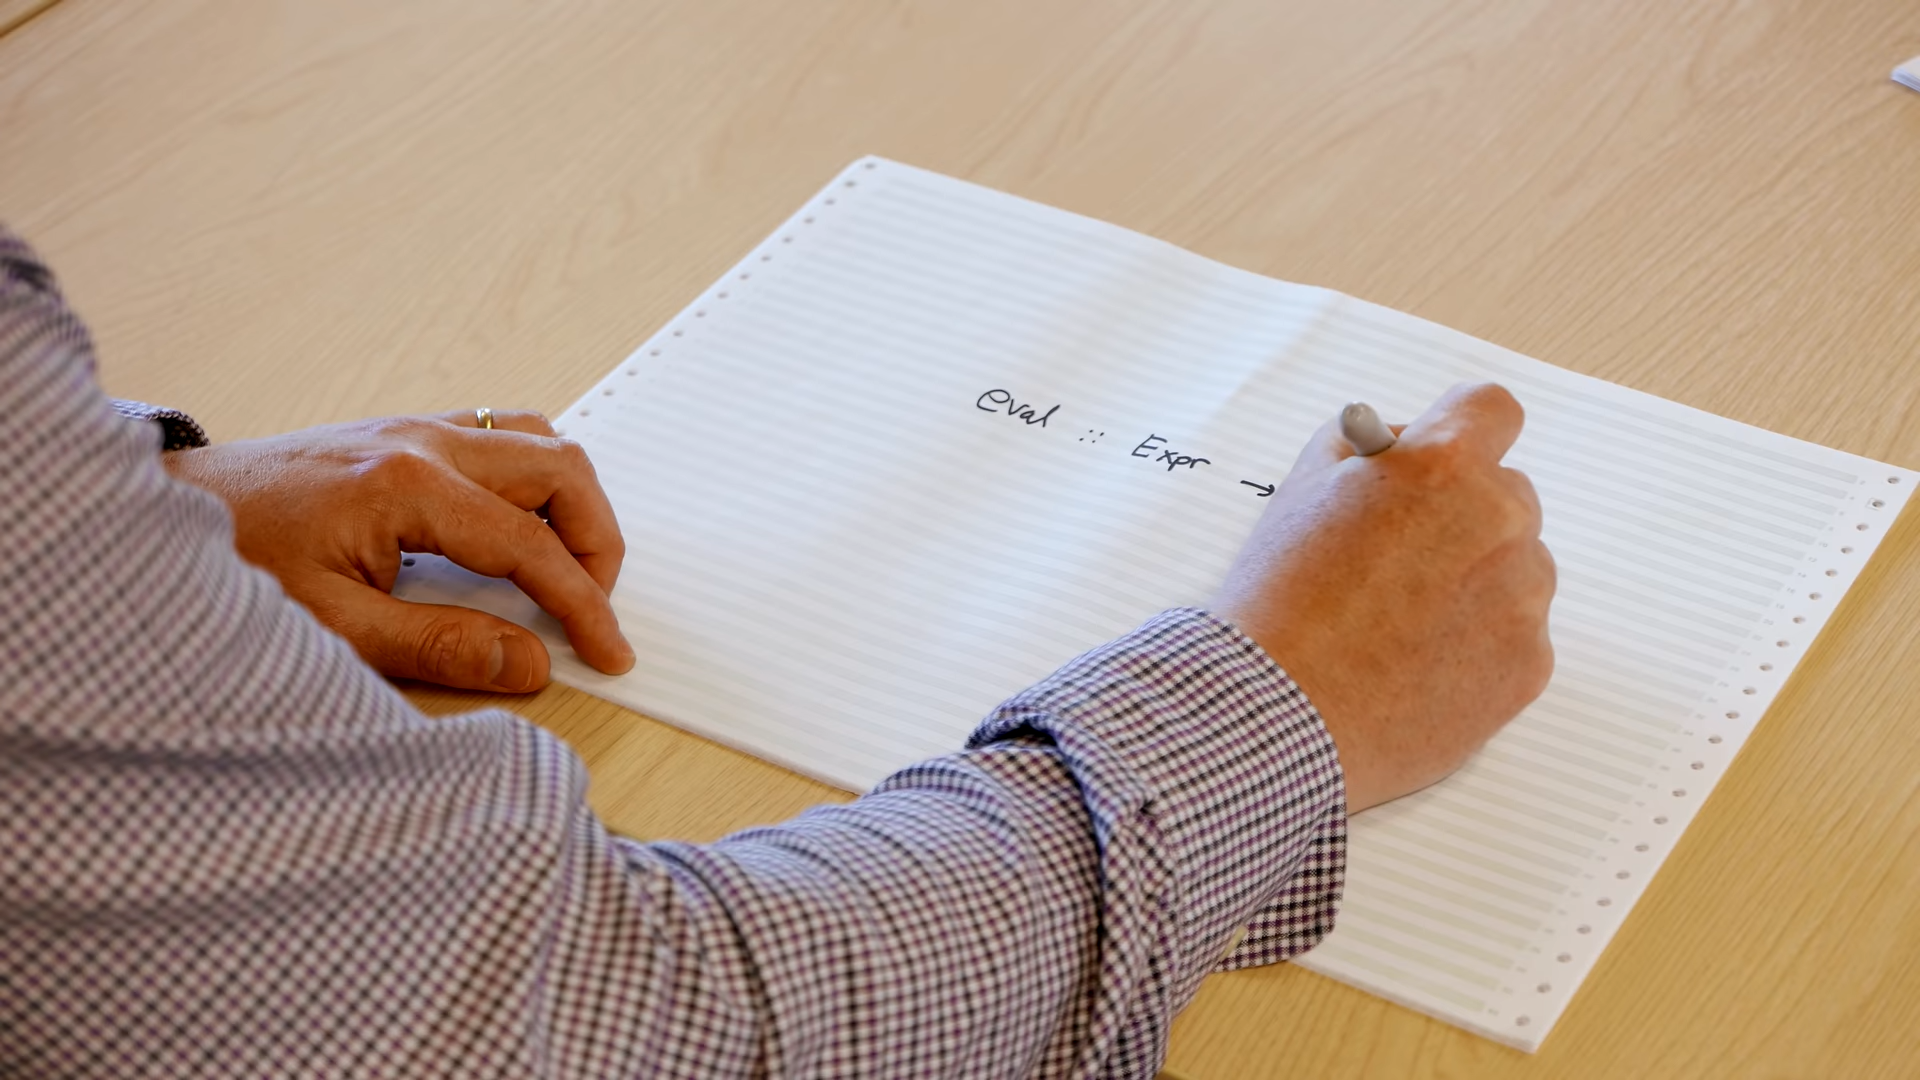 eval :: Expr →